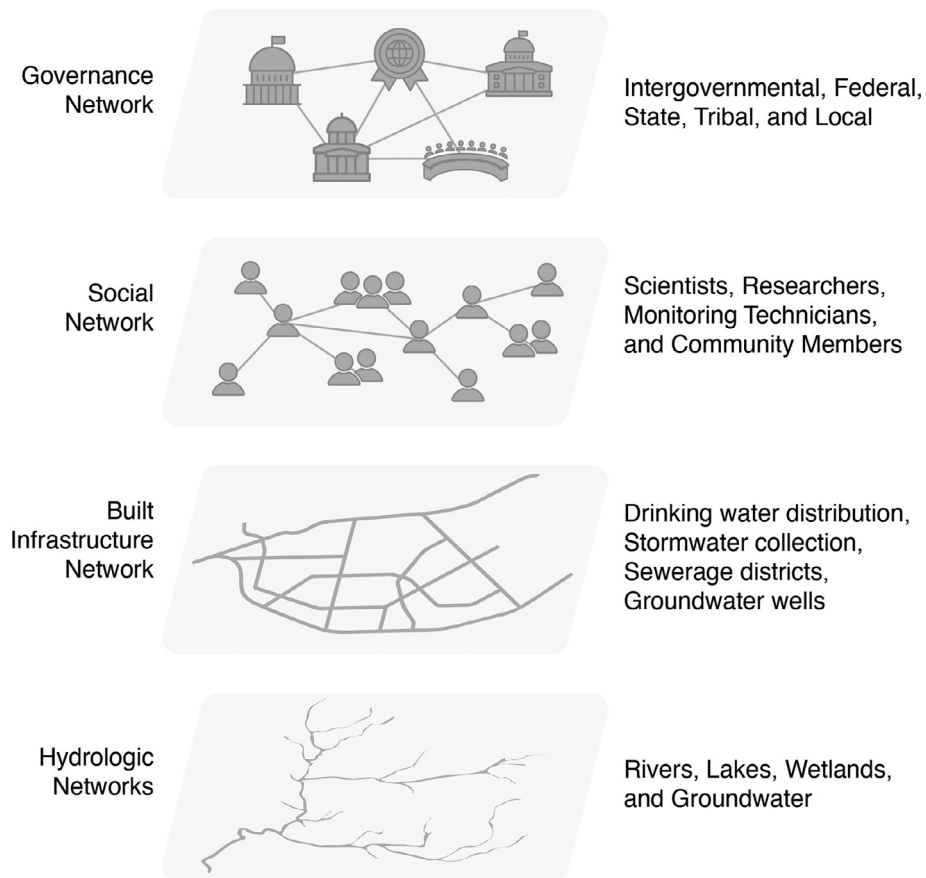 Governance
Network
Intergovernmental, Federal,
State, Tribal, and Local
Social
Network
Scientists, Researchers,
Monitoring Technicians,
and Community Members
Built
Infrastructure
Network
Drinking water distribution,
Stormwater collection,
Sewerage districts,
Groundwater wells
Hydrologic
Networks
Rivers, Lakes, Wetlands,
and Groundwater